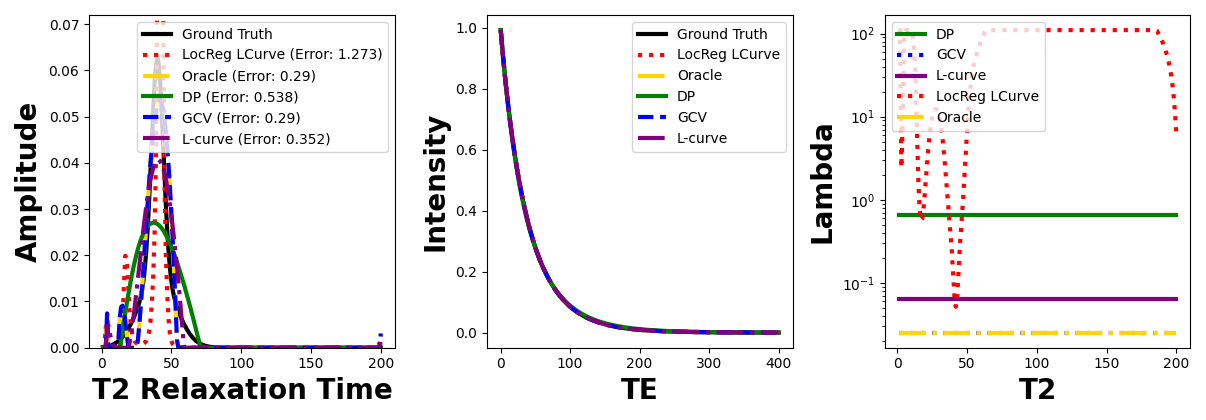 0.07
0.06
0.05
0.04
0.03
0.02
0.01
0.00
Amplitude
0
50
100
150
200
T2 Relaxation Time
Ground Truth
LocReg LCurve (Error: 1.273)
Oracle (Error: 0.29)
DP (Error: 0.538)
GCV (Error: 0.29)
L-curve (Error: 0.352)
1.0
0.8
0.6
0.4
0.2
0.0
Intensity
0
100
200
300
400
TE
Ground Truth
LocReg LCurve
Oracle
DP
GCV
L-curve
10²
10¹
10⁰
10⁻¹
Lambda
0
50
100
150
200
T2
DP
GCV
L-curve
LocReg LCurve
Oracle